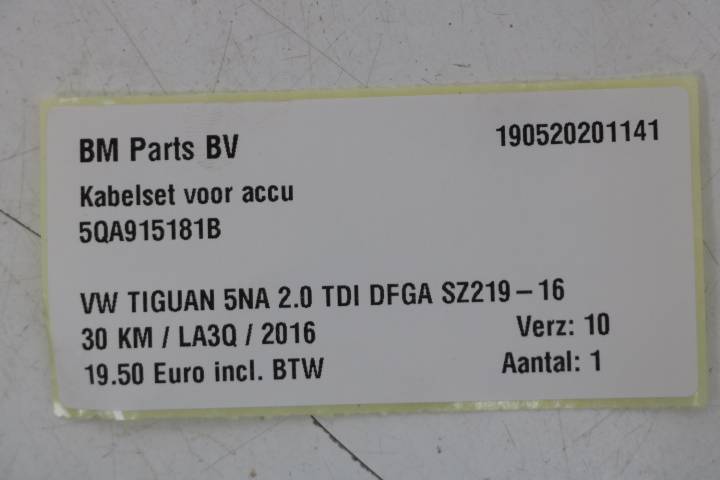 BM Parts BV 190520201141
Kabelset voor accu
5QA915181B
VW TIGUAN 5NA 2.0 TDI DFGA SZ219-16
30 KM / LA3Q / 2016 Verz: 10
19.50 Euro incl. BTW Aantal: 1